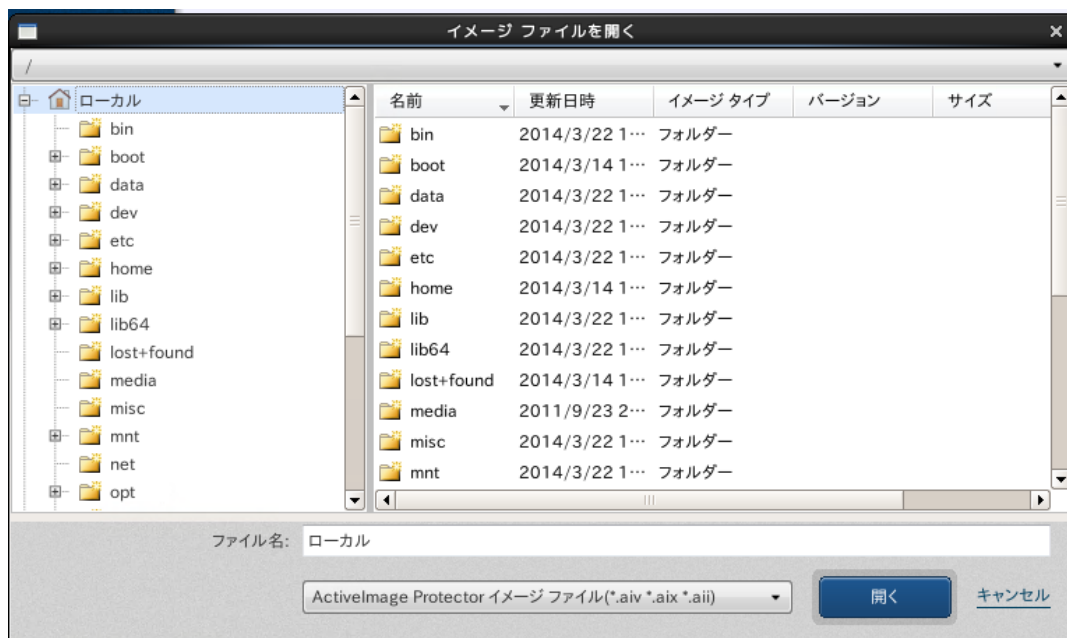 イメージ ファイルを開く
/
ローカル
bin
boot
data
dev
etc
home
lib
lib64
lost+found
media
misc
mnt
net
opt
名前 更新日時 イメージ タイプ バージョン サイズ
bin 2014/3/22 1… フォルダー
boot 2014/3/14 1… フォルダー
data 2014/3/22 1… フォルダー
dev 2014/3/22 1… フォルダー
etc 2014/3/22 1… フォルダー
home 2014/3/14 1… フォルダー
lib 2014/3/22 1… フォルダー
lib64 2014/3/22 1… フォルダー
lost+found 2014/3/14 1… フォルダー
media 2011/9/23 2… フォルダー
misc 2014/3/22 1… フォルダー
mnt 2014/3/22 1… フォルダー
ファイル名: ローカル
ActiveImage Protector イメージ ファイル(*.aiv *.aix *.aii)
開く キャンセル